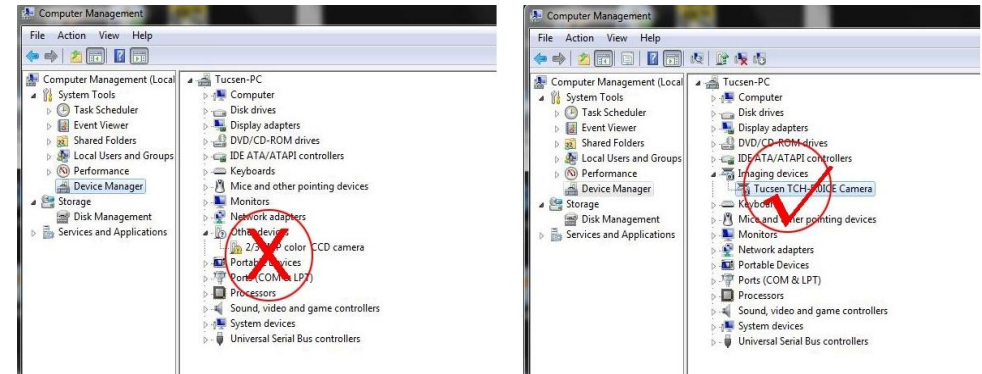 Computer Management
File Action View Help
Computer Management (Local
System Tools
Task Scheduler
Event Viewer
Shared Folders
Local Users and Groups
Performance
Device Manager
Storage
Disk Management
Services and Applications
Tucsen-PC
Computer
Disk drives
Display adapters
DVD/CD-ROM drives
IDE ATA/ATAPI controllers
Keyboards
Mice and other pointing devices
Monitors
Network adapters
Other devices
color CCD camera
Portable Devices
Ports (COM & LPT)
Processors
Sound, video and game controllers
System devices
Universal Serial Bus controllers
Computer Management
File Action View Help
Computer Management (Local
System Tools
Task Scheduler
Event Viewer
Shared Folders
Local Users and Groups
Performance
Device Manager
Storage
Disk Management
Services and Applications
Tucsen-PC
Computer
Disk drives
Display adapters
DVD/CD-ROM drives
IDE ATA/ATAPI controllers
Imaging devices
Tucsen Camera
Keyboards
Mice and other pointing devices
Monitors
Network adapters
Portable Devices
Ports (COM & LPT)
Processors
Sound, video and game controllers
System devices
Universal Serial Bus controllers